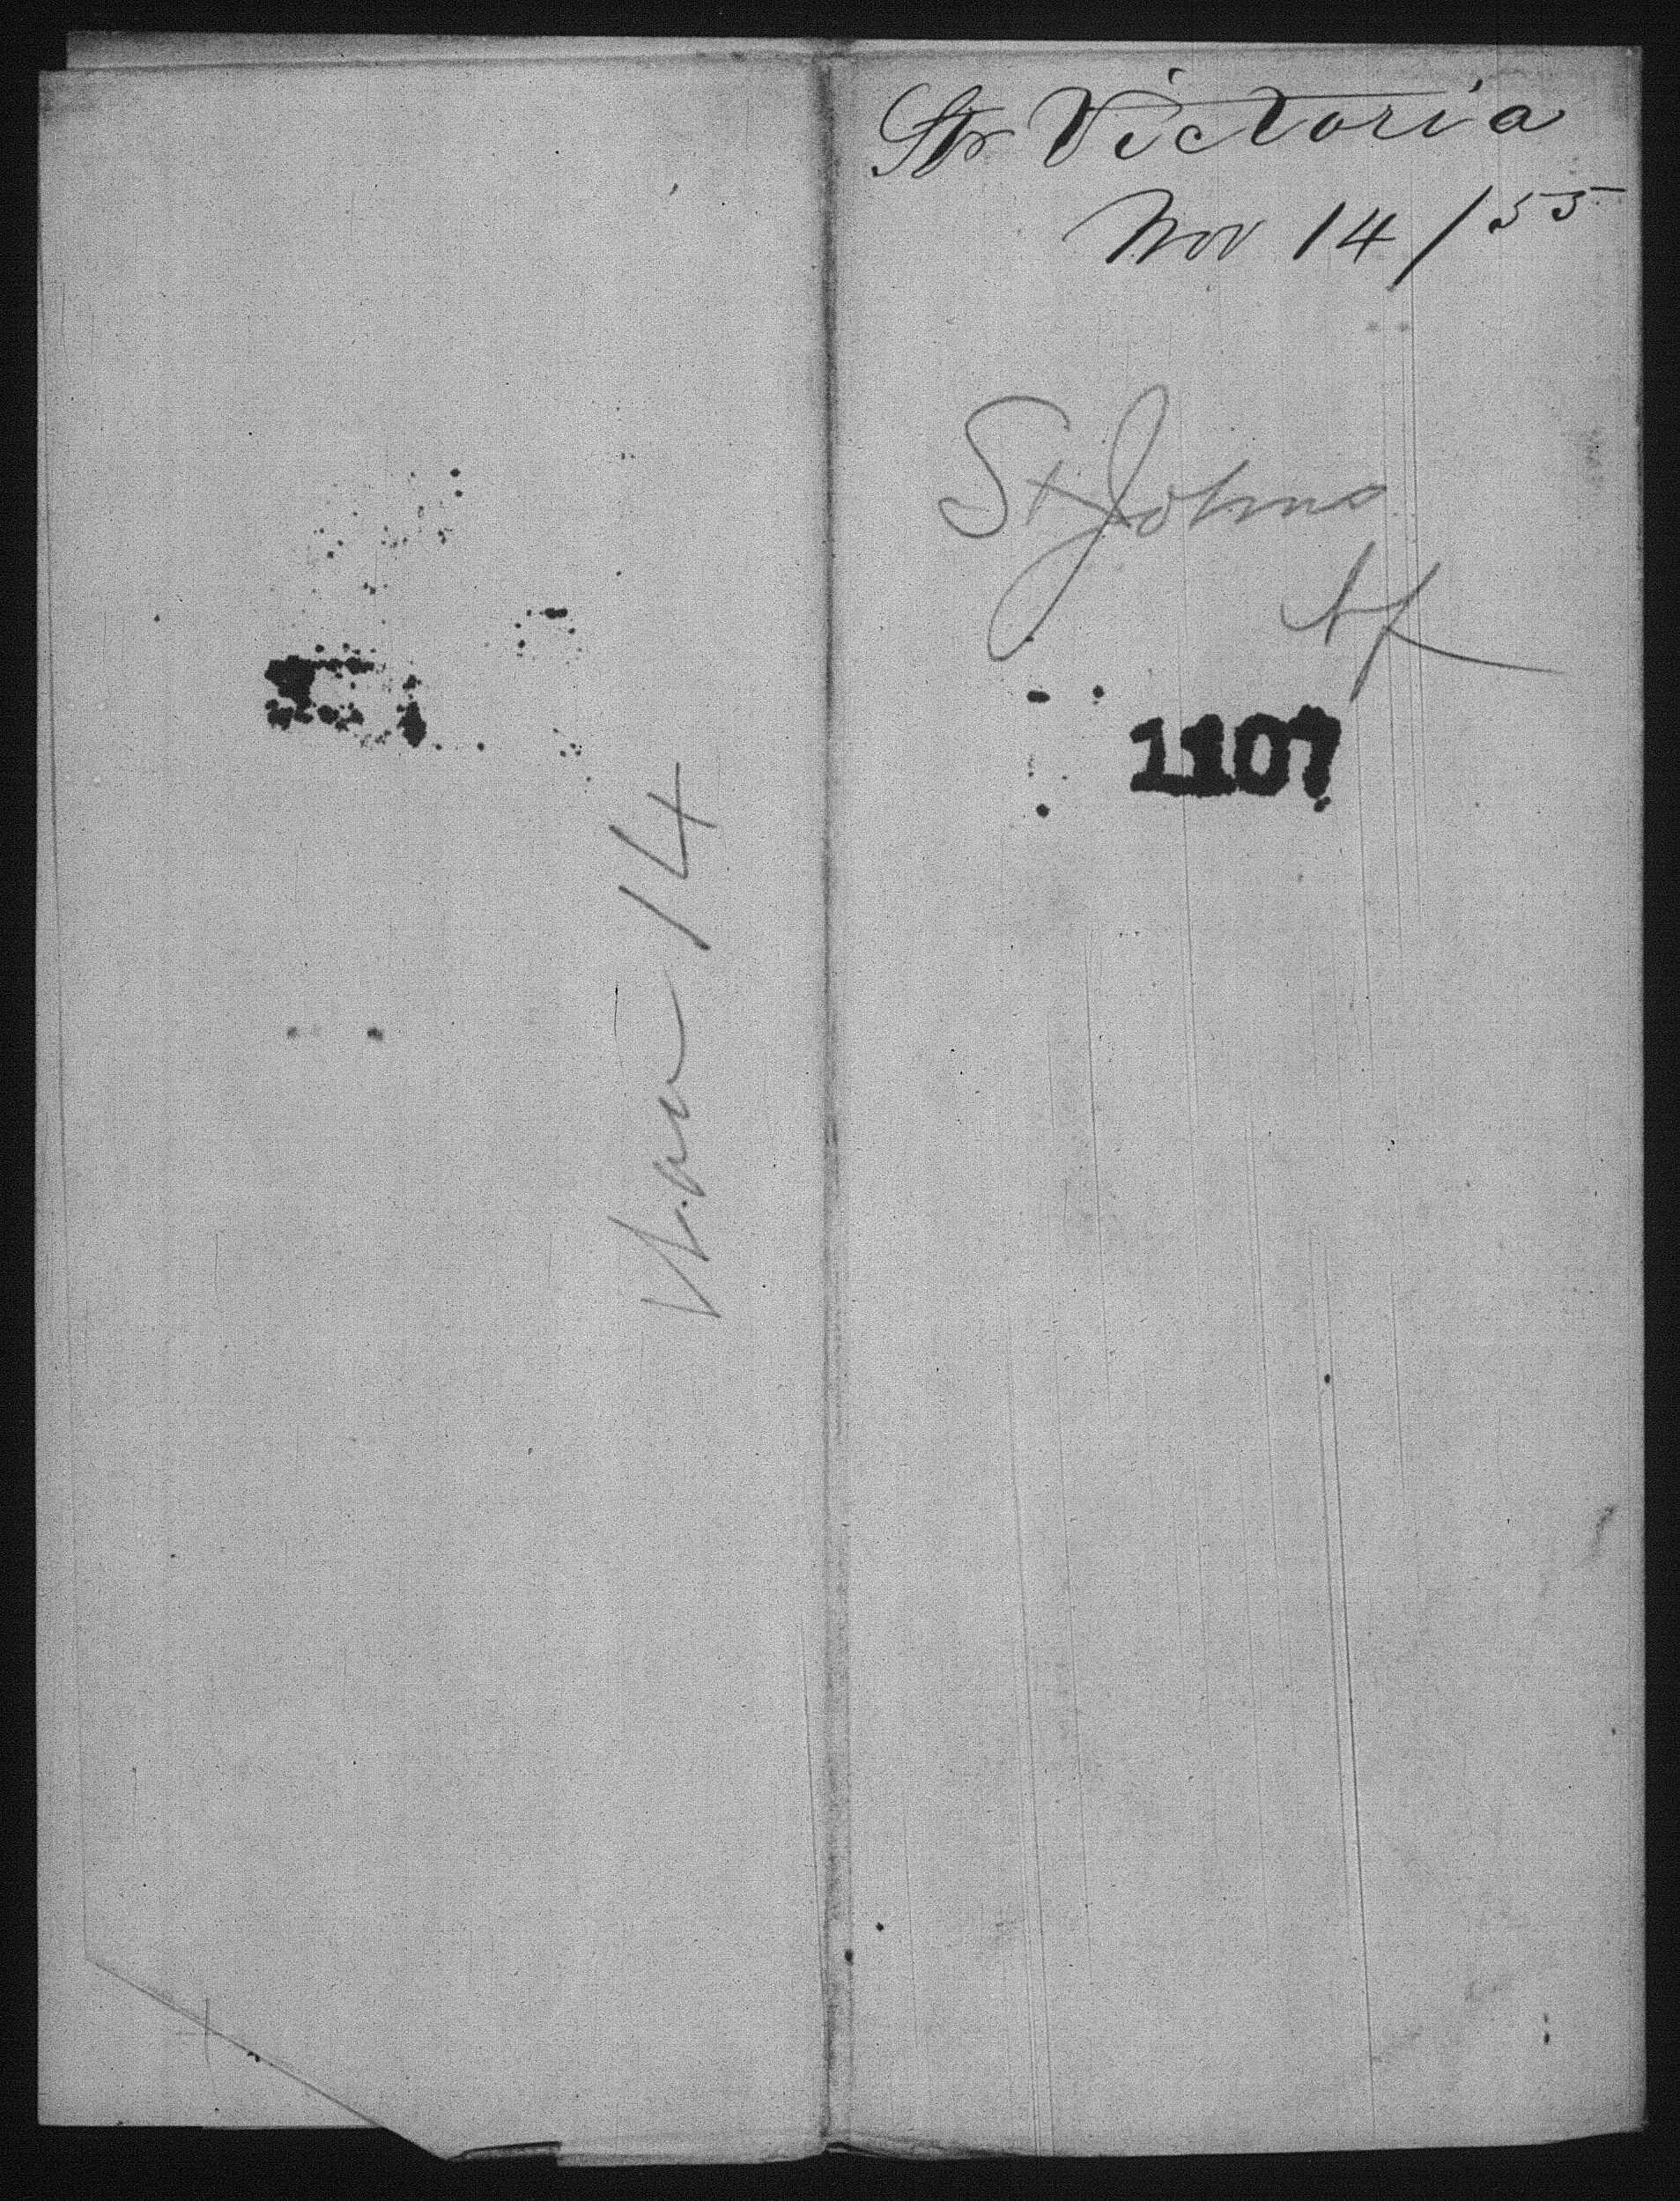 Str Victoria
Nov 14 / 55
St Johns
Nf
1107
Nov 14